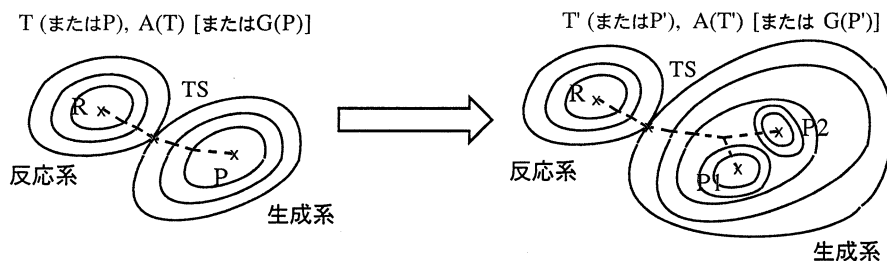 T (またはP), A(T) [またはG(P)]
R
TS
P
反応系
生成系
T' (またはP'), A(T') [または G(P')]
R
TS
P2
P1
反応系
生成系